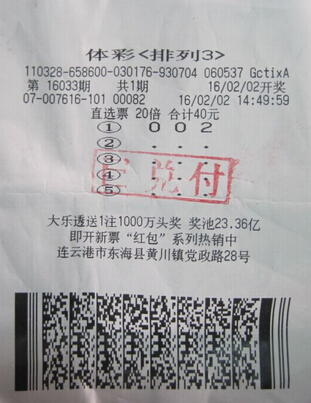 体彩<排列3>
110328-658600-030176-930704 060537 GctixA
第 16033期 共1期 16/02/02开奖
07-007616-101 00082 16/02/02 14:49:59
直选票 20倍 合计40元
① 0 0 2
② . . .
③ . . .
④ . . .
⑤ . . .
已兑付
大乐透送1注1000万头奖 奖池23.36亿
即开新票“红包”系列热销中
连云港市东海县黄川镇党政路28号